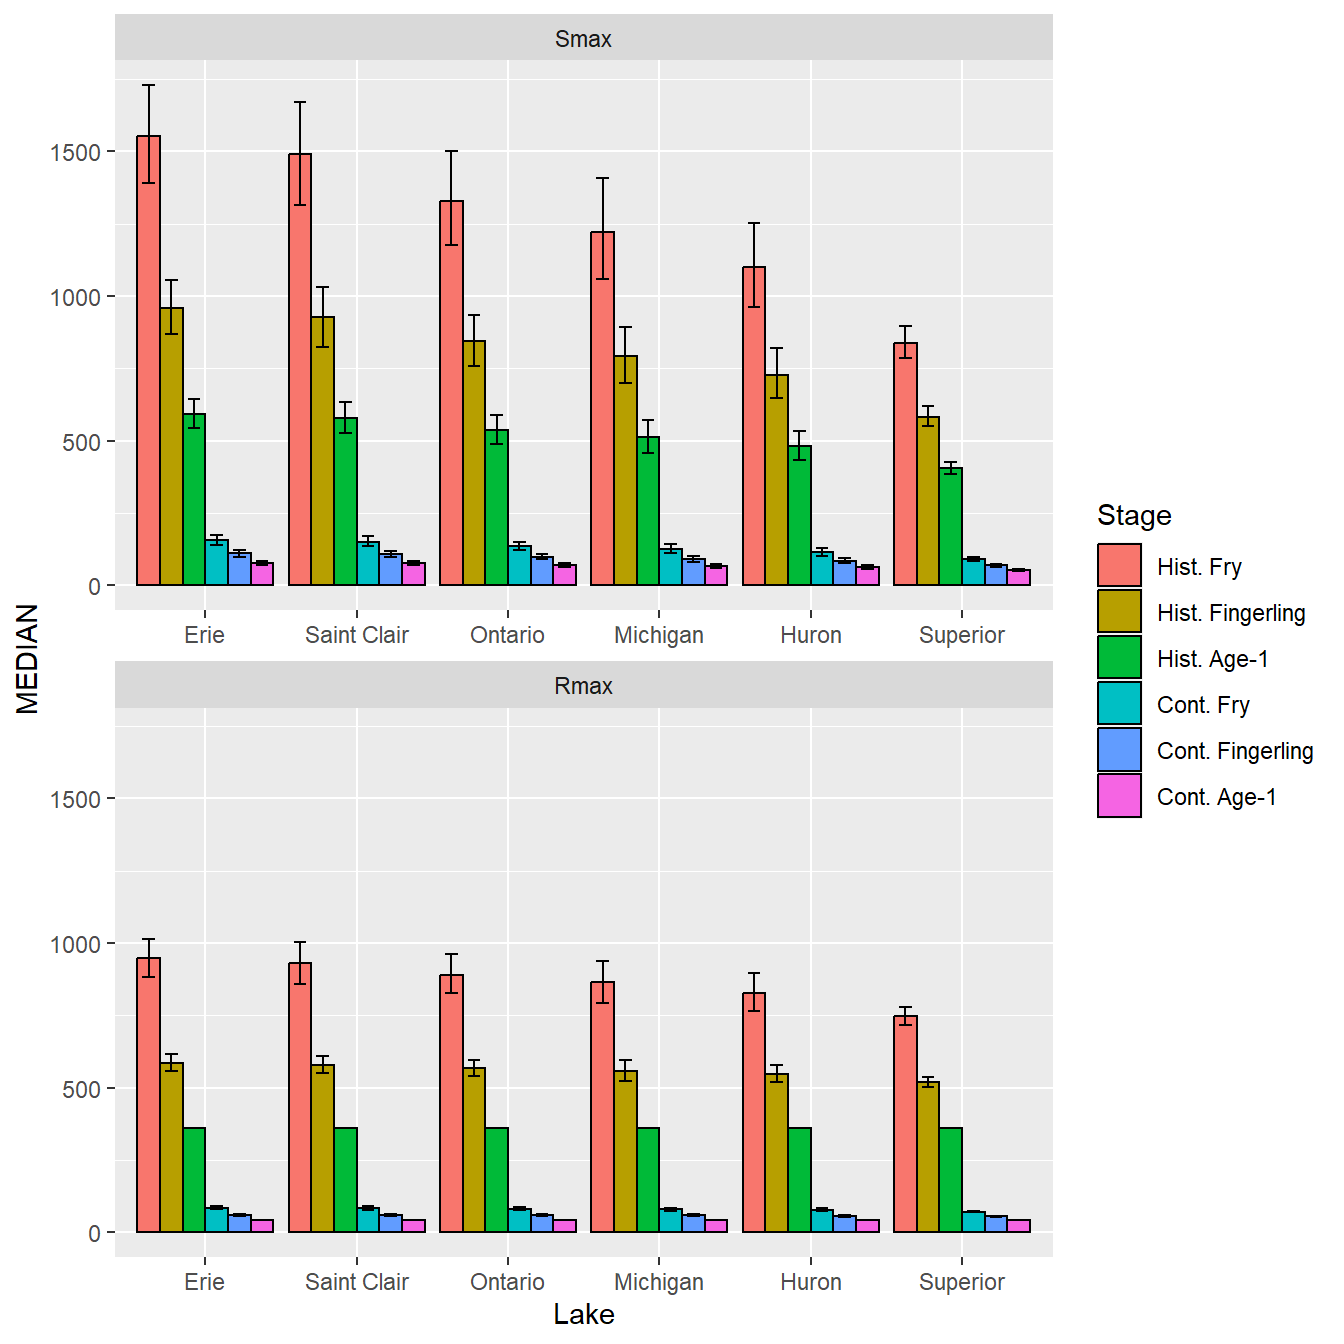 Smax
1500
1000
500
0
Erie Saint Clair Ontario Michigan Huron Superior
Rmax
1500
1000
500
0
Erie Saint Clair Ontario Michigan Huron Superior
Lake
MEDIAN
Stage
Hist. Fry
Hist. Fingerling
Hist. Age-1
Cont. Fry
Cont. Fingerling
Cont. Age-1